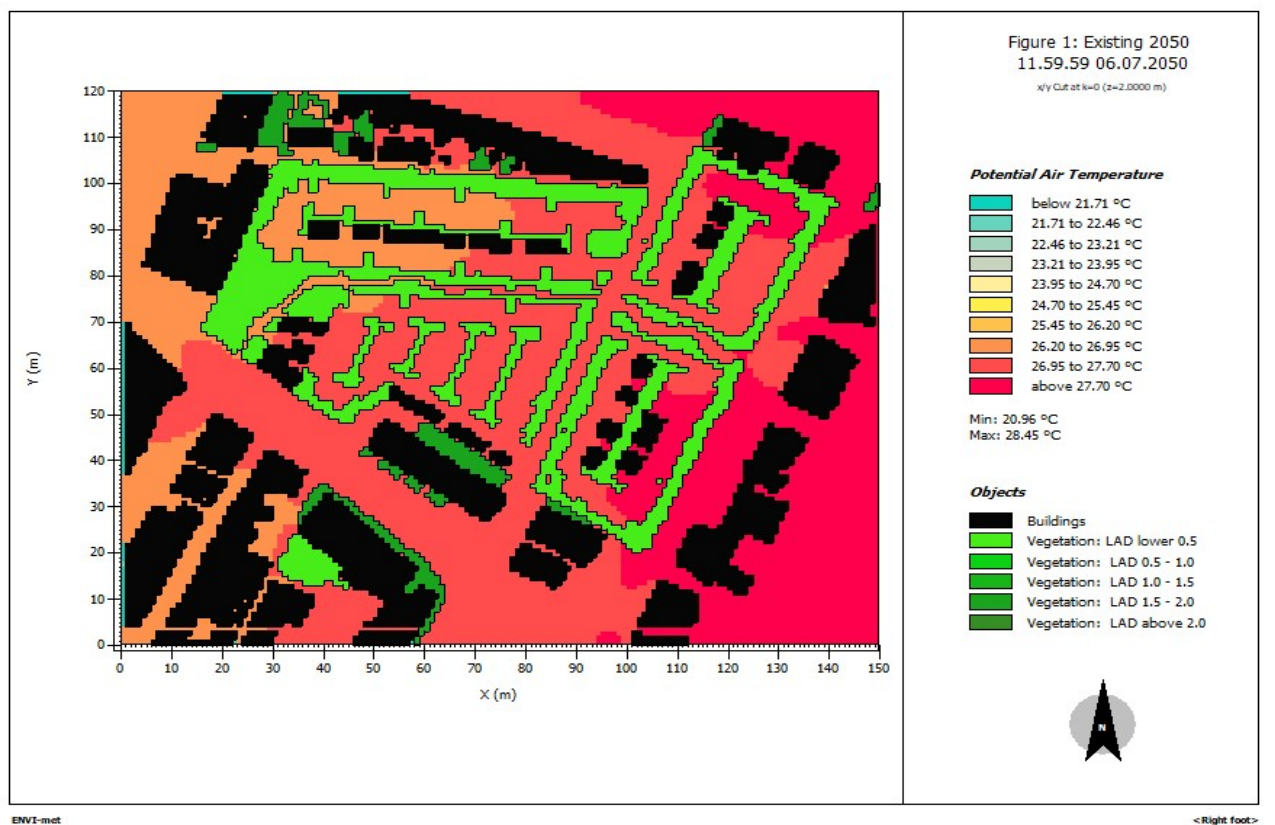 Figure 1: Existing 2050
11.59.59 06.07.2050
x/y Cut at k=0 (z=2.0000 m)
120
110
100
90
80
70
60
50
40
30
20
10
0
Y (m)
0 10 20 30 40 50 60 70 80 90 100 110 120 130 140 150
X (m)
Potential Air Temperature
below 21.71 °C
21.71 to 22.46 °C
22.46 to 23.21 °C
23.21 to 23.95 °C
23.95 to 24.70 °C
24.70 to 25.45 °C
25.45 to 26.20 °C
26.20 to 26.95 °C
26.95 to 27.70 °C
above 27.70 °C
Min: 20.96 °C
Max: 28.45 °C
Objects
Buildings
Vegetation: LAD lower 0.5
Vegetation: LAD 0.5 - 1.0
Vegetation: LAD 1.0 - 1.5
Vegetation: LAD 1.5 - 2.0
Vegetation: LAD above 2.0
N
ENVI-met
<Right foot>